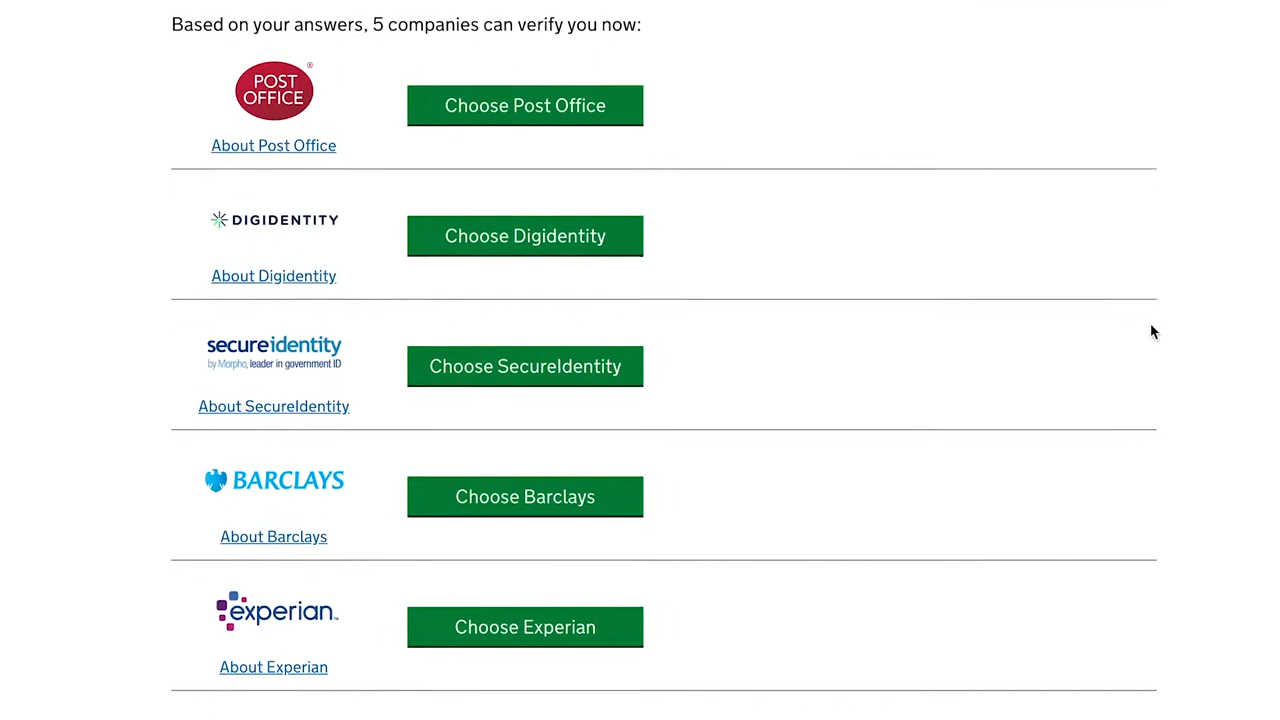 Based on your answers, 5 companies can verify you now:
POST
OFFICE
®
Choose Post Office
About Post Office
DIGIDENTITY
Choose Digidentity
About Digidentity
secureidentity
by Morpho, leader in government ID
Choose SecureIdentity
About SecureIdentity
BARCLAYS
Choose Barclays
About Barclays
experian™
Choose Experian
About Experian